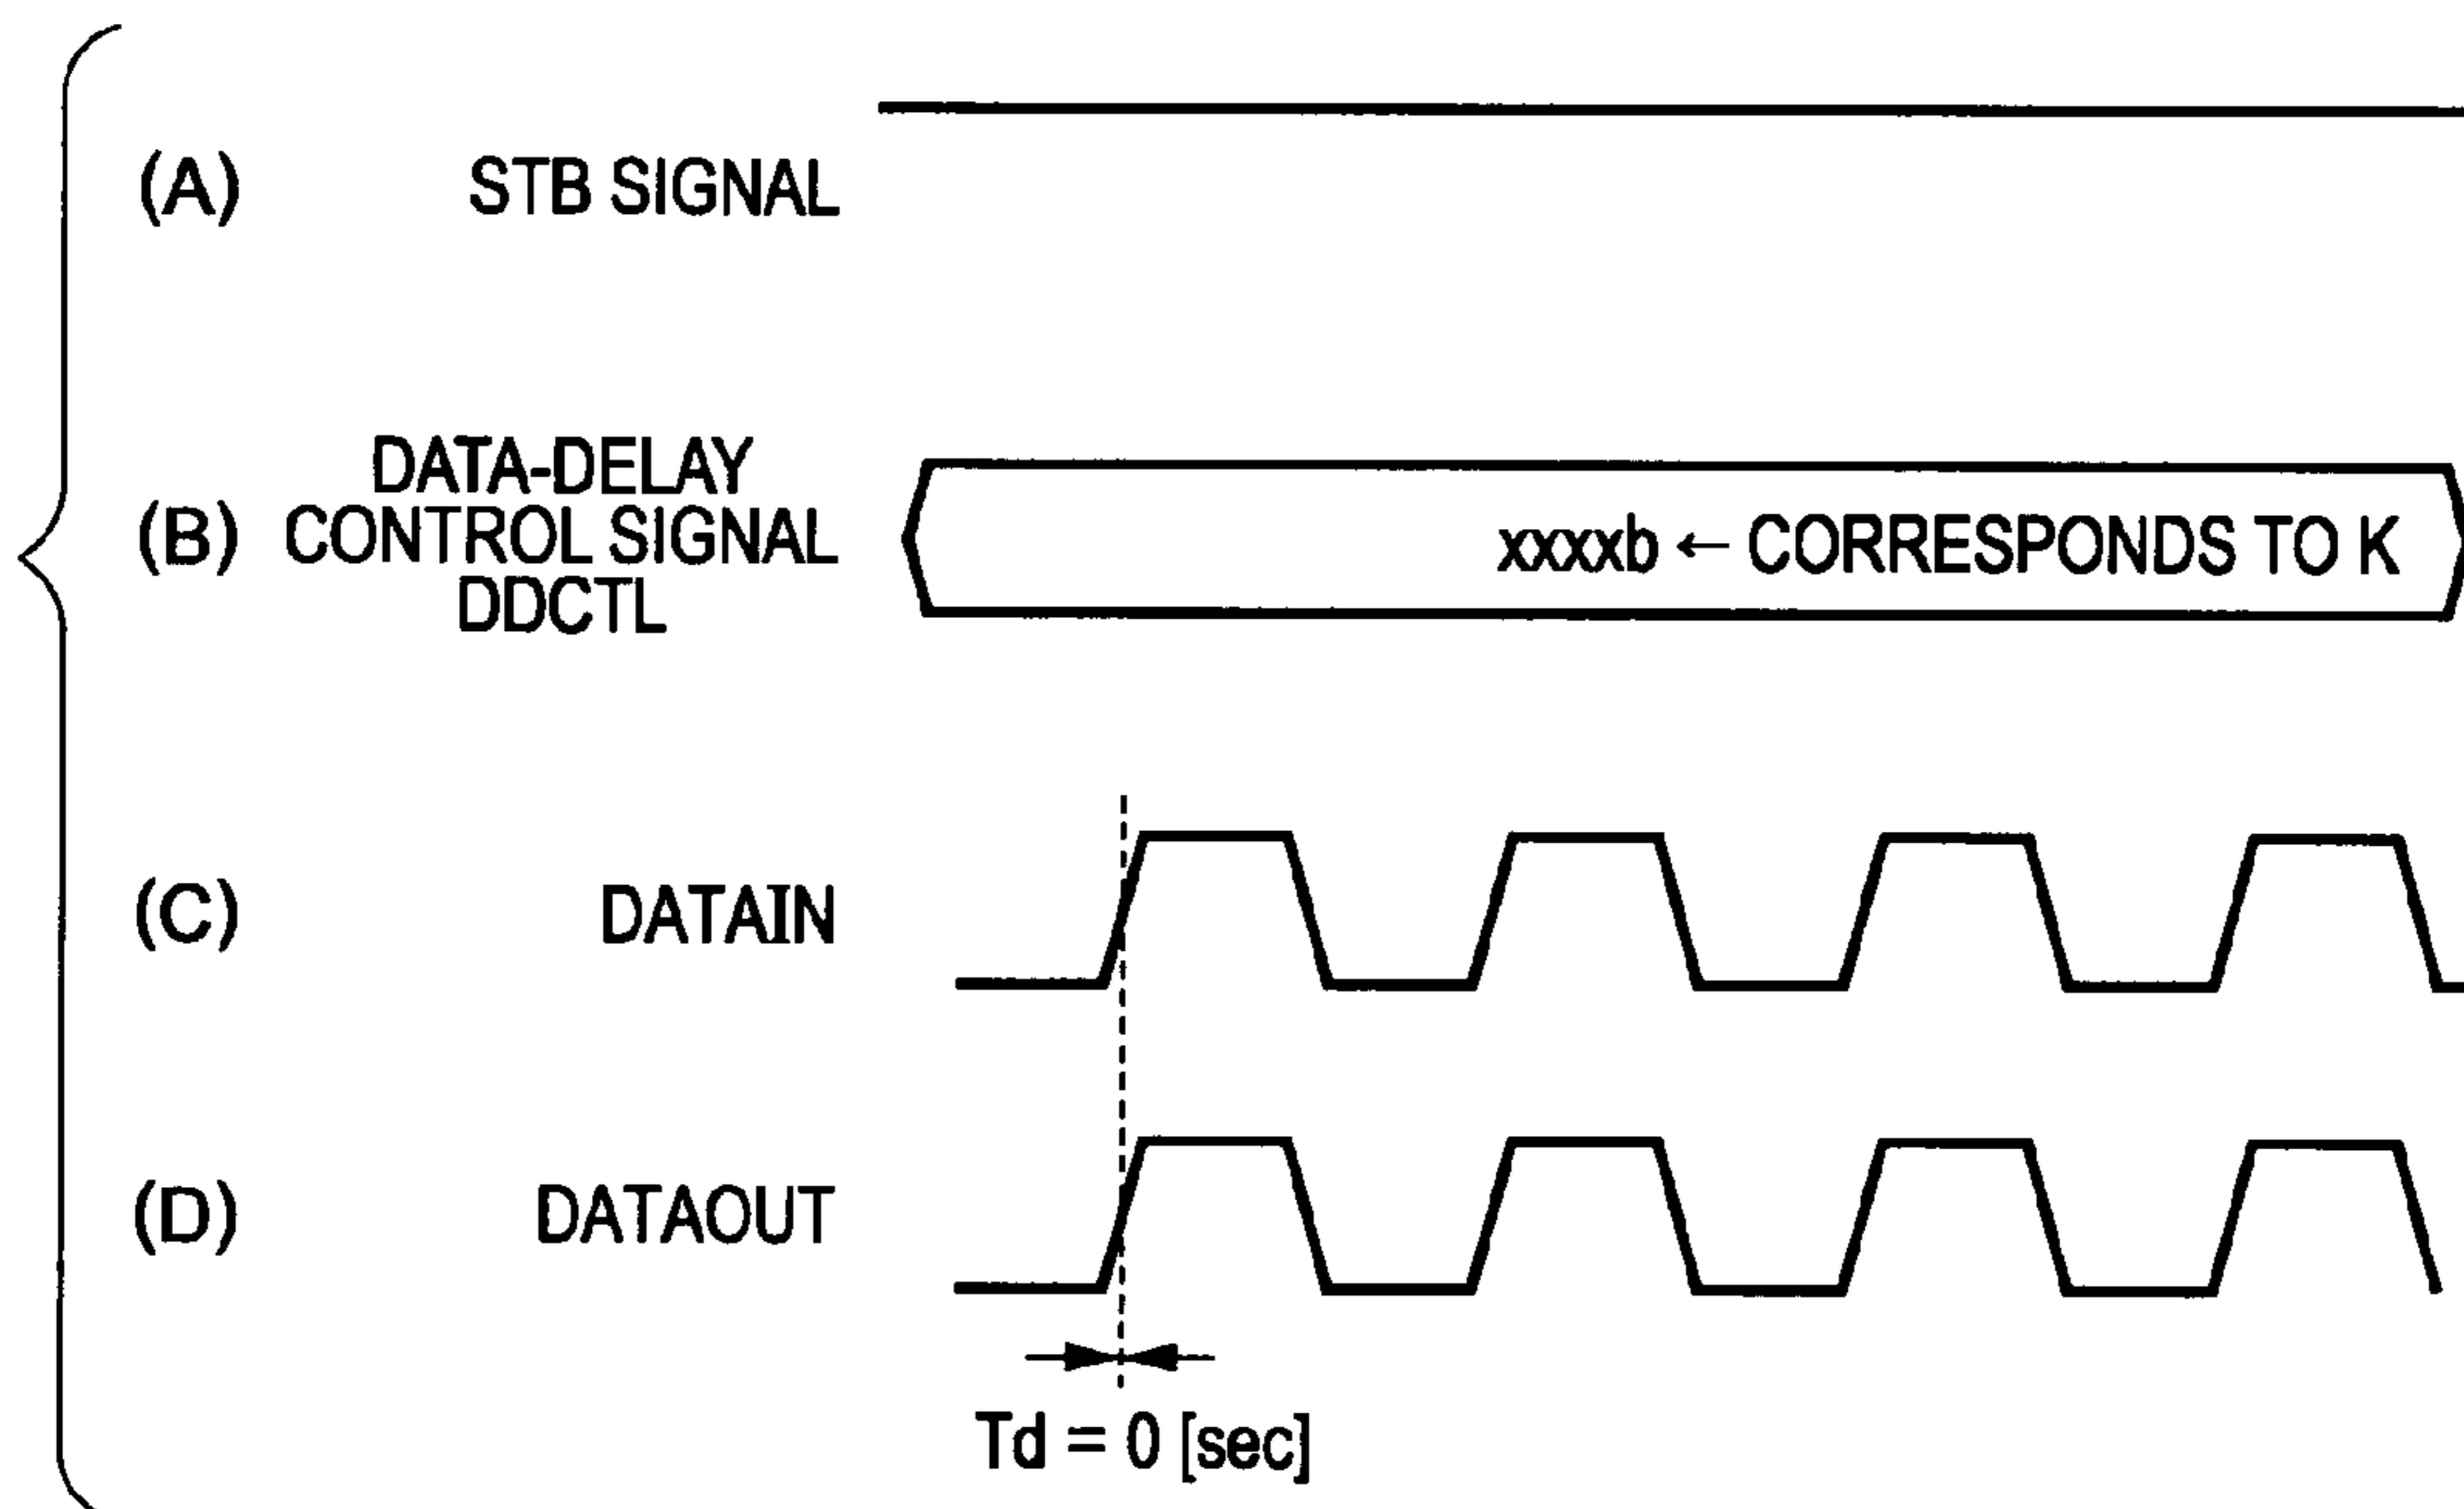 (A) STB SIGNAL
(B) DATA-DELAY
CONTROL SIGNAL
DDCTL
xxxxb ← CORRESPONDS TO K
(C) DATAIN
(D) DATAOUT
Td = 0 [sec]